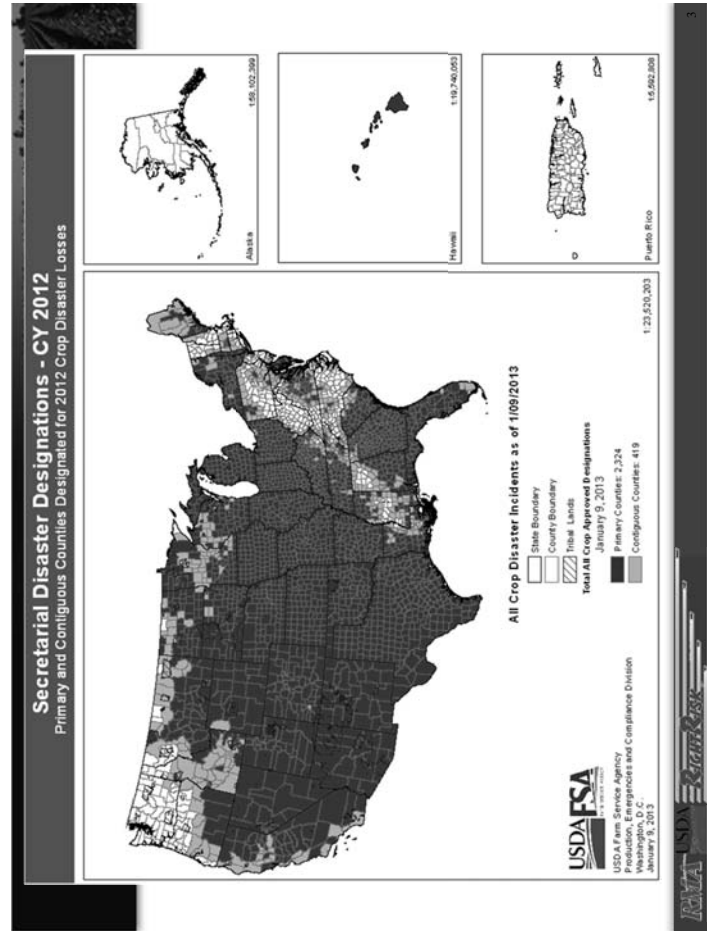 Secretarial Disaster Designations - CY 2012
Primary and Contiguous Counties Designated for 2012 Crop Disaster Losses
Alaska
1:58,102,399
Hawaii
1:19,740,053
Puerto Rico
1:5,592,808
1:23,520,203
All Crop Disaster Incidents as of 1/09/2013
State Boundary
County Boundary
Tribal Lands
Total All Crop Approved Designations
January 9, 2013
Primary Counties: 2,324
Contiguous Counties: 419
USDA FSA
USDA Farm Service Agency
Production, Emergencies and Compliance Division
Washington, D.C.
January 9, 2013
RMA USDA
3